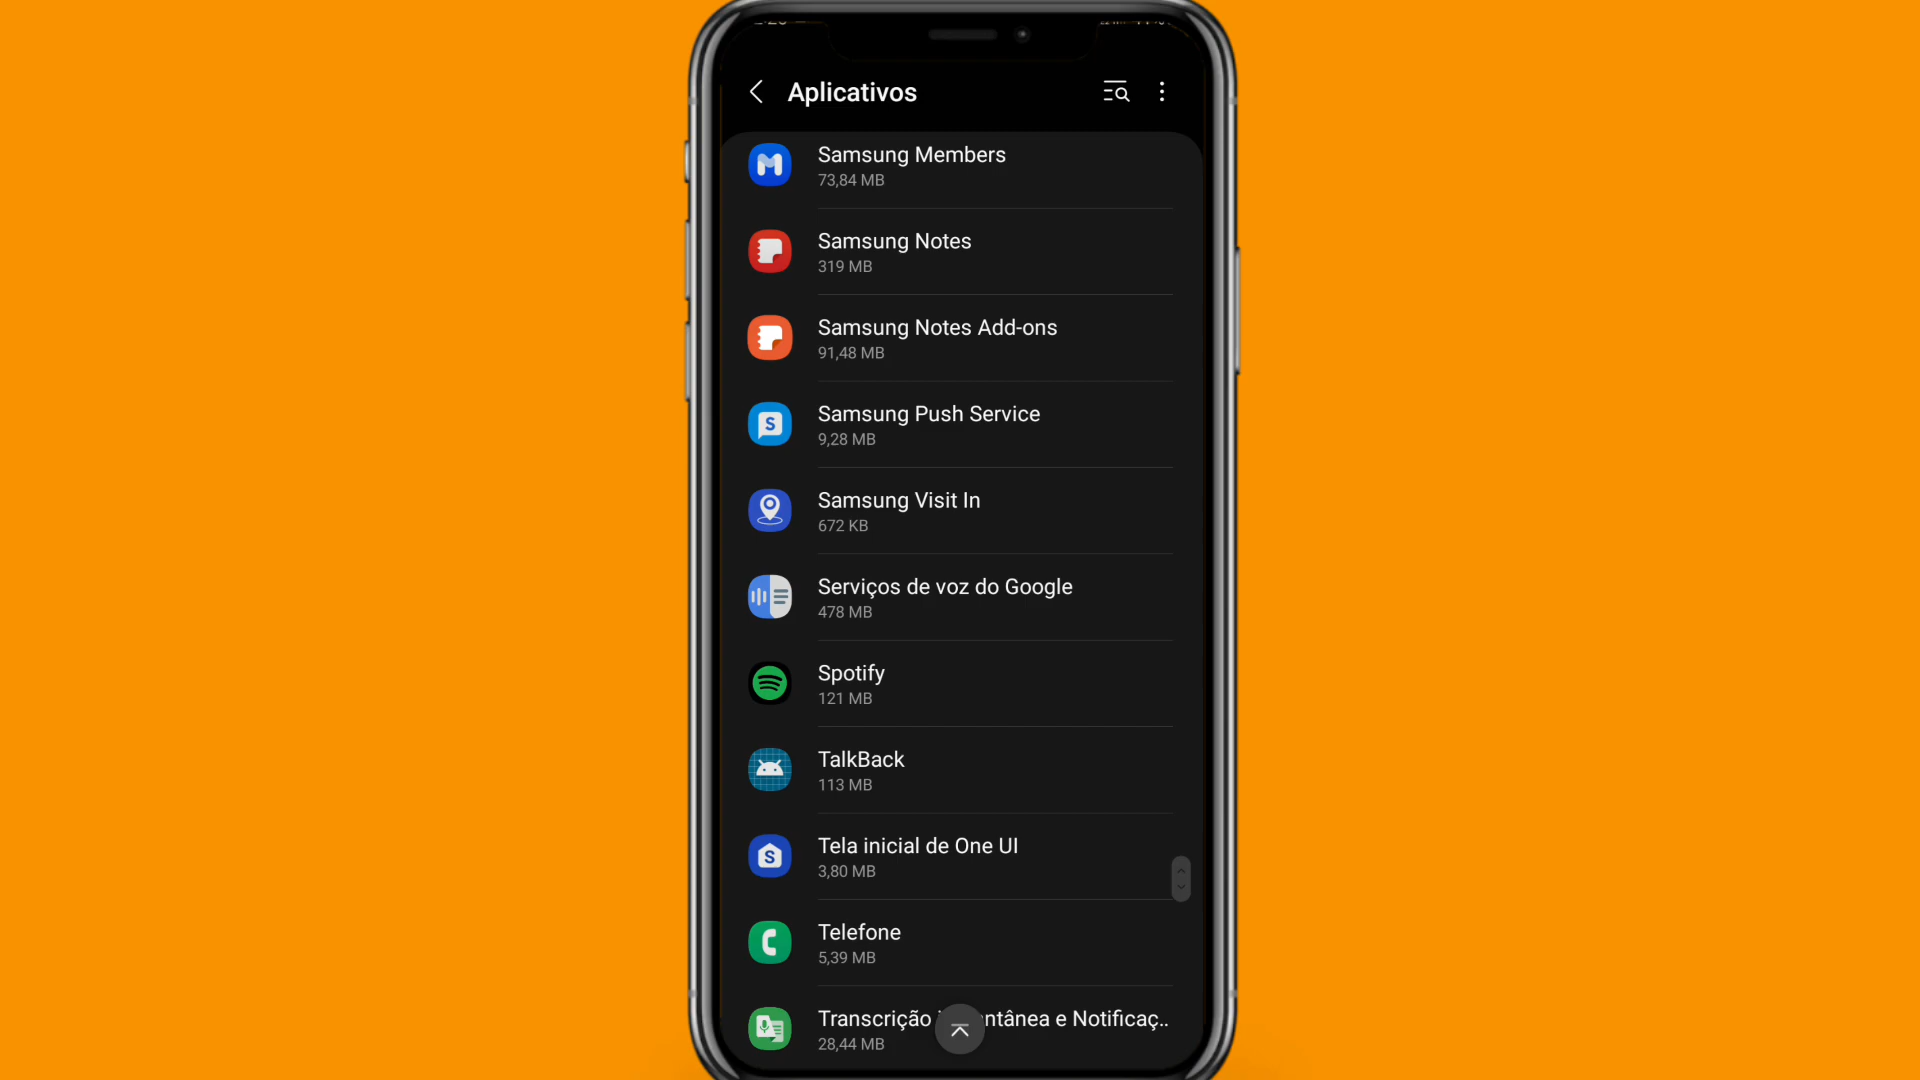 Aplicativos
Samsung Members
73,84 MB
Samsung Notes
319 MB
Samsung Notes Add-ons
91,48 MB
Samsung Push Service
9,28 MB
Samsung Visit In
672 KB
Serviços de voz do Google
478 MB
Spotify
121 MB
TalkBack
113 MB
Tela inicial de One UI
3,80 MB
Telefone
5,39 MB
Transcrição e Notificaç..
28,44 MB